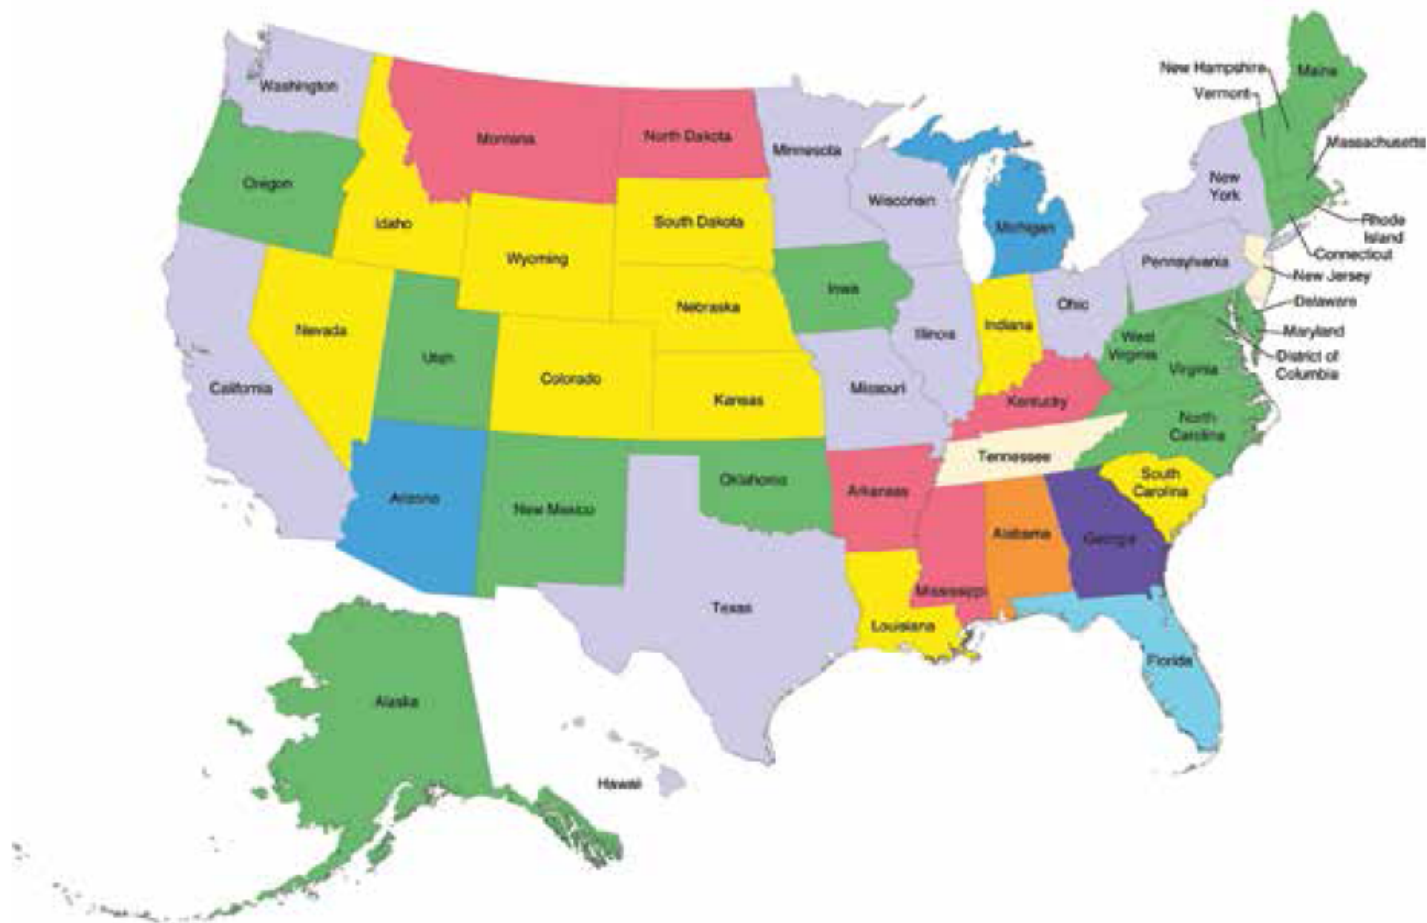 Washington
Montana
North Dakota
Minnesota
New Hampshire
Maine
Vermont
Massachusetts
Oregon
Idaho
South Dakota
Wisconsin
Michigan
New
York
Rhode
Island
Connecticut
Wyoming
Pennsylvania
New Jersey
Nevada
Nebraska
Iowa
Ohio
Delaware
Utah
Illinois
Indiana
West
Virginia
Maryland
California
Colorado
Kansas
Missouri
Virginia
District of
Columbia
Kentucky
North
Carolina
Arizona
New Mexico
Oklahoma
Arkansas
Tennessee
South
Carolina
Texas
Mississippi
Alabama
Georgia
Louisiana
Florida
Alaska
Hawaii